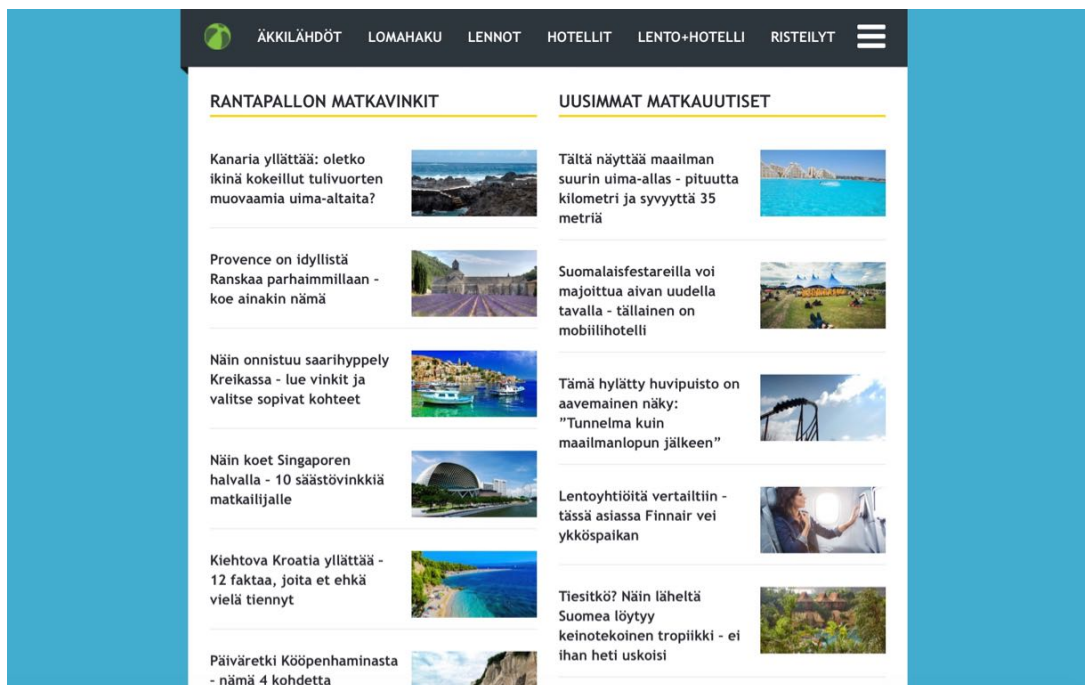 ÄKKILÄHDÖT LOMAHAKU LENNOT HOTELLIT LENTO+HOTELLI RISTEILYT
RANTAPALLON MATKAVINKIT
Kanaria yllättää: oletko
ikinä kokeillut tulivuorten
muovaamia uima-altaita?
Provence on idyllistä
Ranskaa parhaimmillaan –
koe ainakin nämä
Näin onnistuu saarihyppely
Kreikassa – lue vinkit ja
valitse sopivat kohteet
Näin koet Singaporen
halvalla – 10 säästövinkkiä
matkailijalle
Kiehtova Kroatia yllättää –
12 faktaa, joita et ehkä
vielä tiennyt
Päiväretki Kööpenhaminasta
– nämä 4 kohdetta
UUSIMMAT MATKAUUTISET
Tältä näyttää maailman
suurin uima-allas – pituutta
kilometri ja syvyyttä 35
metriä
Suomalaisfestareilla voi
majoittua aivan uudella
tavalla – tällainen on
mobiilihotelli
Tämä hylätty huvipuisto on
aavemainen näky:
”Tunnelma kuin
maailmanlopun jälkeen”
Lentoyhtiöitä vertailtiin –
tässä asiassa Finnair vei
ykköspaikan
Tiesitkö? Näin läheltä
Suomea löytyy
keinotekoinen tropiikki – ei
ihan heti uskoisi